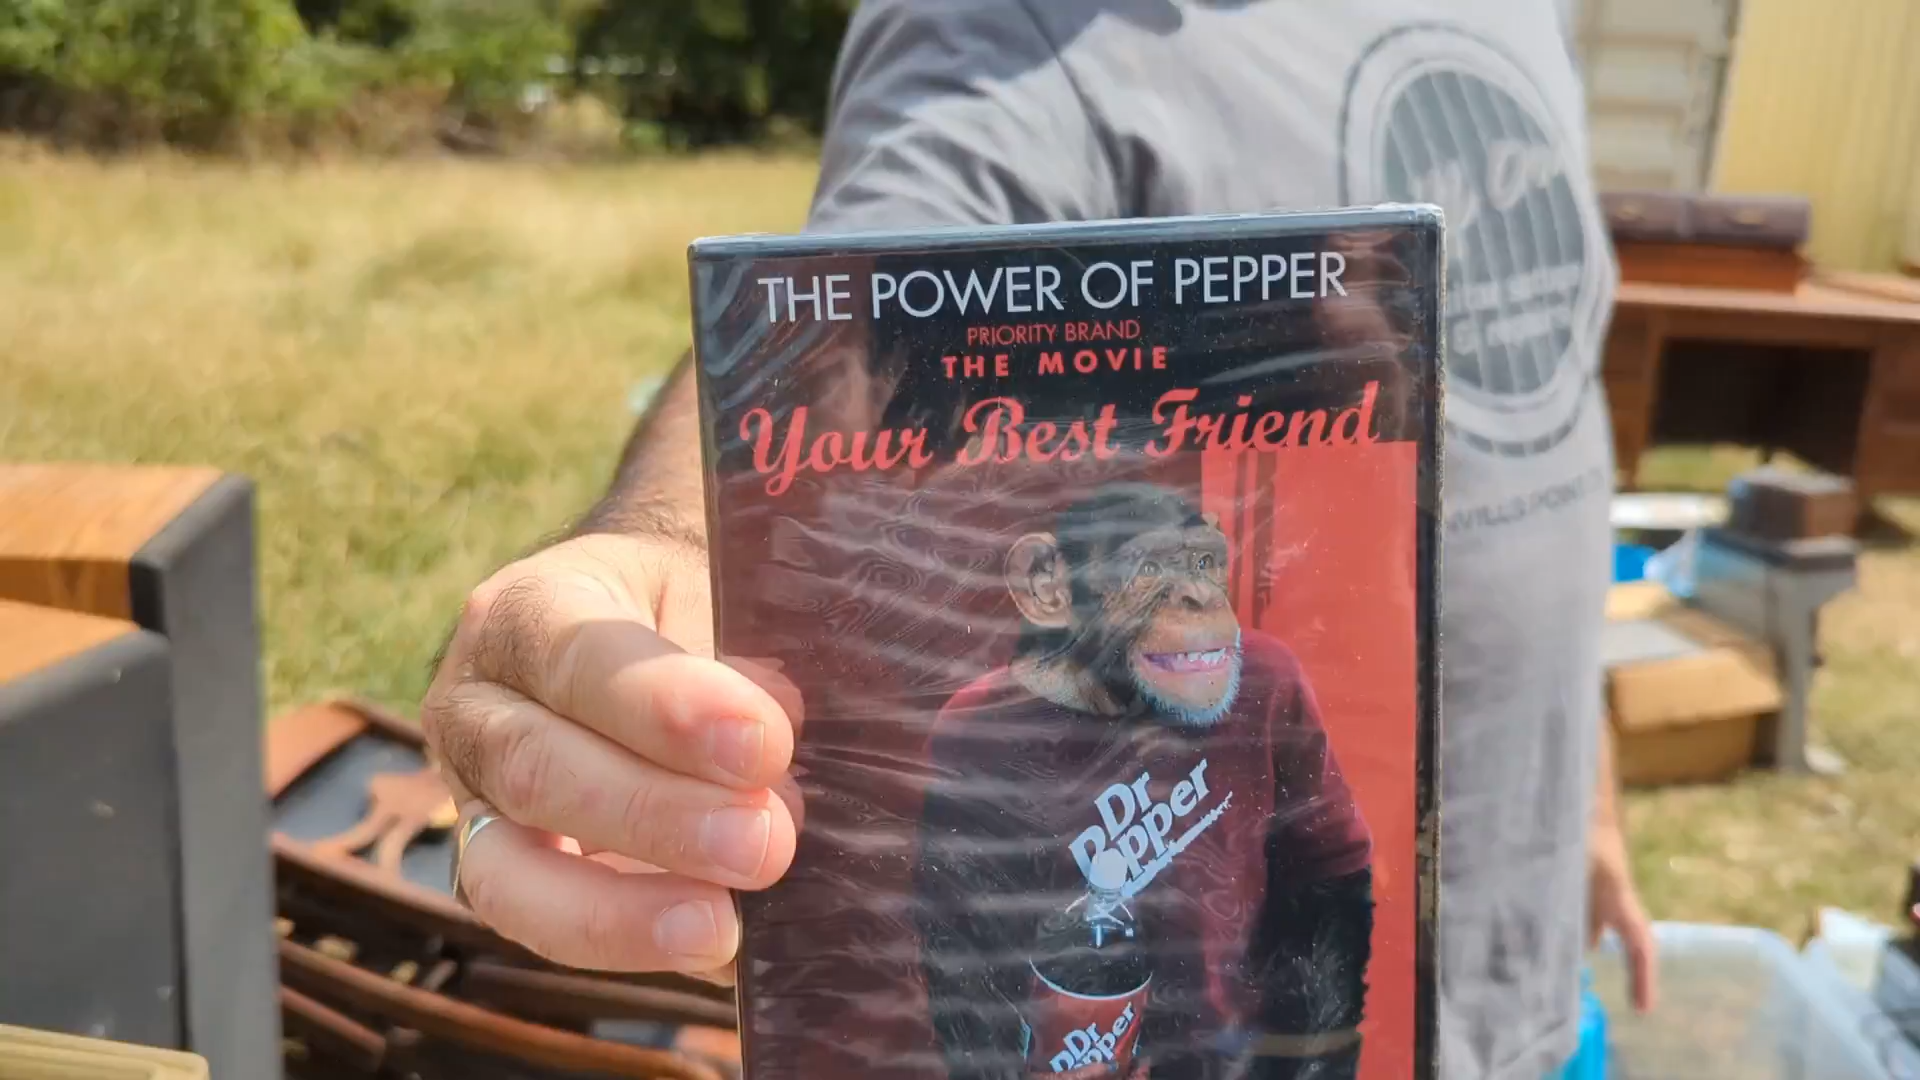 THE POWER OF PEPPER
PRIORITY BRAND
THE MOVIE
Your Best Friend
Dr
Pepper
Dr
Pepper